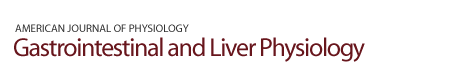 AMERICAN JOURNAL OF PHYSIOLOGY
Gastrointestinal and Liver Physiology